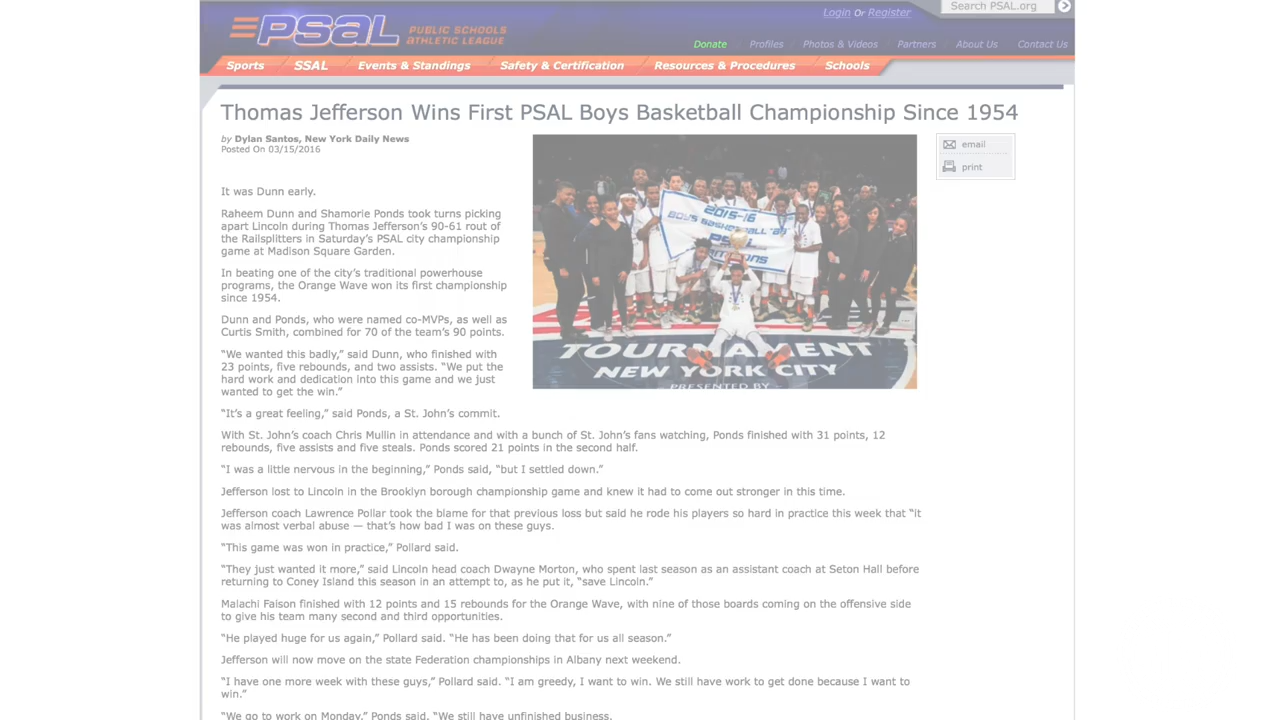 PSAL PUBLIC SCHOOLS
ATHLETIC LEAGUE
Login Or Register
Search PSAL.org
Donate Profiles Photos & Videos Partners About Us Contact Us
Sports SSAL Events & Standings Safety & Certification Resources & Procedures Schools
Thomas Jefferson Wins First PSAL Boys Basketball Championship Since 1954
by Dylan Santos, New York Daily News
Posted On 03/15/2016
email
print
2015-16
BOYS BASKETBALL "AA"
PSAL
TOURNAMENT
NEW YORK CITY
PRESENTED BY
It was Dunn early.
Raheem Dunn and Shamorie Ponds took turns picking
apart Lincoln during Thomas Jefferson’s 90-61 rout of
the Railsplitters in Saturday’s PSAL city championship
game at Madison Square Garden.
In beating one of the city’s traditional powerhouse
programs, the Orange Wave won its first championship
since 1954.
Dunn and Ponds, who were named co-MVPs, as well as
Curtis Smith, combined for 70 of the team’s 90 points.
“We wanted this badly,” said Dunn, who finished with
23 points, five rebounds, and two assists. “We put the
hard work and dedication into this game and we just
wanted to get the win.”
“It’s a great feeling,” said Ponds, a St. John’s commit.
With St. John’s coach Chris Mullin in attendance and with a bunch of St. John’s fans watching, Ponds finished with 31 points, 12
rebounds, five assists and five steals. Ponds scored 21 points in the second half.
“I was a little nervous in the beginning,” Ponds said, “but I settled down.”
Jefferson lost to Lincoln in the Brooklyn borough championship game and knew it had to come out stronger in this time.
Jefferson coach Lawrence Pollar took the blame for that previous loss but said he rode his players so hard in practice this week that “it
was almost verbal abuse — that’s how bad I was on these guys.
“This game was won in practice,” Pollard said.
“They just wanted it more,” said Lincoln head coach Dwayne Morton, who spent last season as an assistant coach at Seton Hall before
returning to Coney Island this season in an attempt to, as he put it, “save Lincoln.”
Malachi Faison finished with 12 points and 15 rebounds for the Orange Wave, with nine of those boards coming on the offensive side
to give his team many second and third opportunities.
“He played huge for us again,” Pollard said. “He has been doing that for us all season.”
Jefferson will now move on the state Federation championships in Albany next weekend.
“I have one more week with these guys,” Pollard said. “I am greedy, I want to win. We still have work to get done because I want to
win.”
“We go to work on Monday,” Ponds said. “We still have unfinished business.